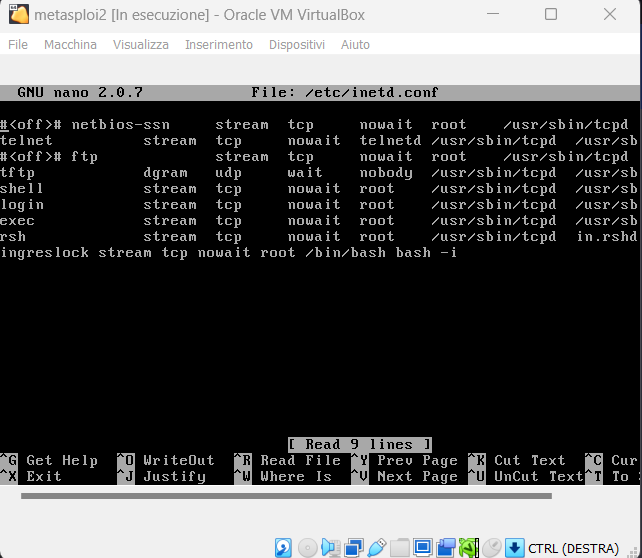 metasploi2 [In esecuzione] - Oracle VM VirtualBox
File Macchina Visualizza Inserimento Dispositivi Aiuto
GNU nano 2.0.7 File: /etc/inetd.conf
#<off># netbios-ssn stream tcp nowait root /usr/sbin/tcpd
telnet stream tcp nowait telnetd /usr/sbin/tcpd /usr/sb
#<off># ftp stream tcp nowait root /usr/sbin/tcpd
tftp dgram udp wait nobody /usr/sbin/tcpd /usr/sb
shell stream tcp nowait root /usr/sbin/tcpd /usr/sb
login stream tcp nowait root /usr/sbin/tcpd /usr/sb
exec stream tcp nowait root /usr/sbin/tcpd /usr/sb
rsh stream tcp nowait root /usr/sbin/tcpd in.rshd
ingreslock stream tcp nowait root /bin/bash bash -i
[ Read 9 lines ]
^G Get Help ^O WriteOut ^R Read File ^Y Prev Page ^K Cut Text ^C Cur
^X Exit ^J Justify ^W Where Is ^V Next Page ^U UnCut Text ^T To
CTRL (DESTRA)